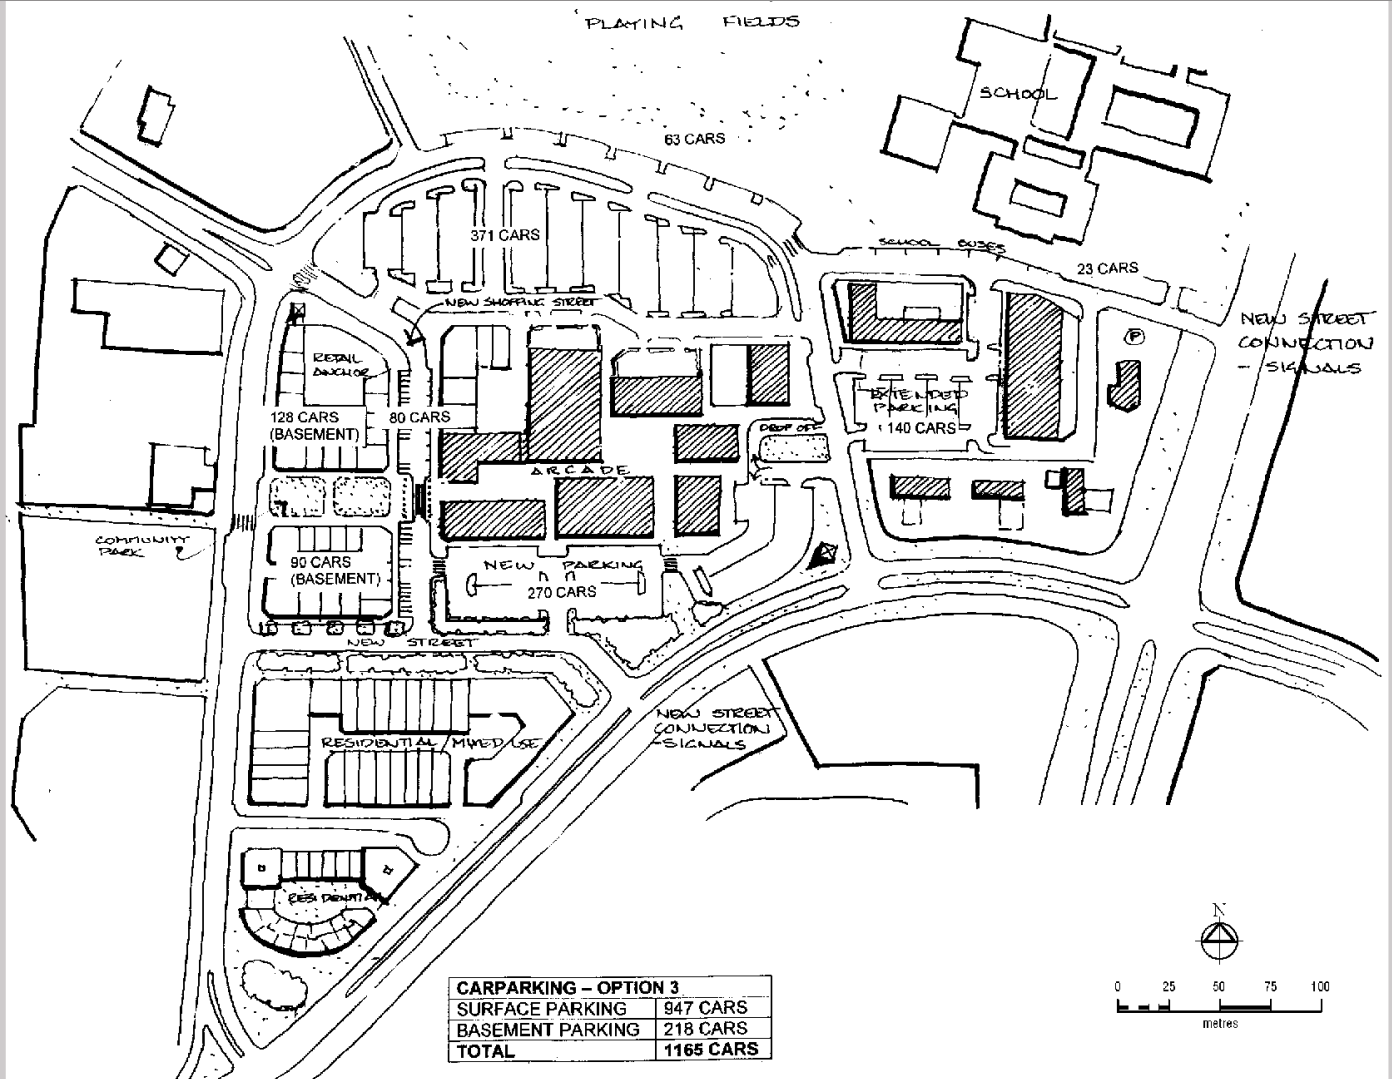 PLAYING FIELDS
SCHOOL
63 CARS
371 CARS
SCHOOL BUSES
23 CARS
NEW SHOPPING STREET
NEW STREET
CONNECTION
- SIGNALS
P
RETAIL
ANCHOR
128 CARS
(BASEMENT)
80 CARS
EXTENDED
PARKING
140 CARS
DROP OFF
ARCADE
COMMUNITY
PARK
90 CARS
(BASEMENT)
NEW PARKING
270 CARS
NEW STREET
NEW STREET
CONNECTION
-SIGNALS
RESIDENTIAL / MIXED USE
RESIDENTIAL
N
CARPARKING – OPTION 3
SURFACE PARKING 947 CARS
BASEMENT PARKING 218 CARS
TOTAL 1165 CARS
0 25 50 75 100
metres